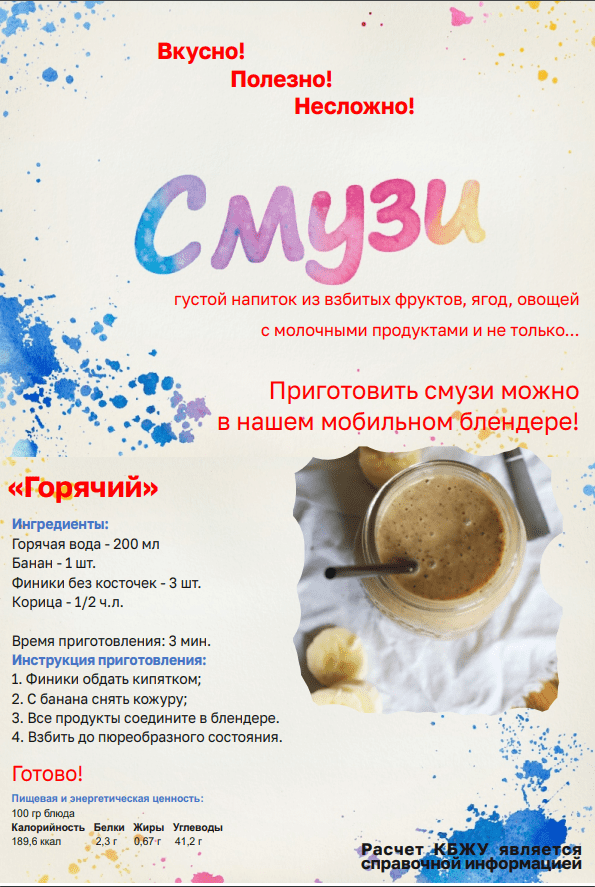 Вкусно!
Полезно!
Несложно!
Смузи
густой напиток из взбитых фруктов, ягод, овощей
с молочными продуктами и не только...
Приготовить смузи можно
в нашем мобильном блендере!
«Горячий»
Ингредиенты:
Горячая вода - 200 мл
Банан - 1 шт.
Финики без косточек - 3 шт.
Корица - 1/2 ч.л.
Время приготовления: 3 мин.
Инструкция приготовления:
1. Финики обдать кипятком;
2. С банана снять кожуру;
3. Все продукты соедините в блендере.
4. Взбить до пюреобразного состояния.
Готово!
Пищевая и энергетическая ценность:
100 гр блюда
Калорийность Белки Жиры Углеводы
189,6 ккал 2,3 г 0,67 г 41,2 г
Расчет КБЖУ является
справочной информацией